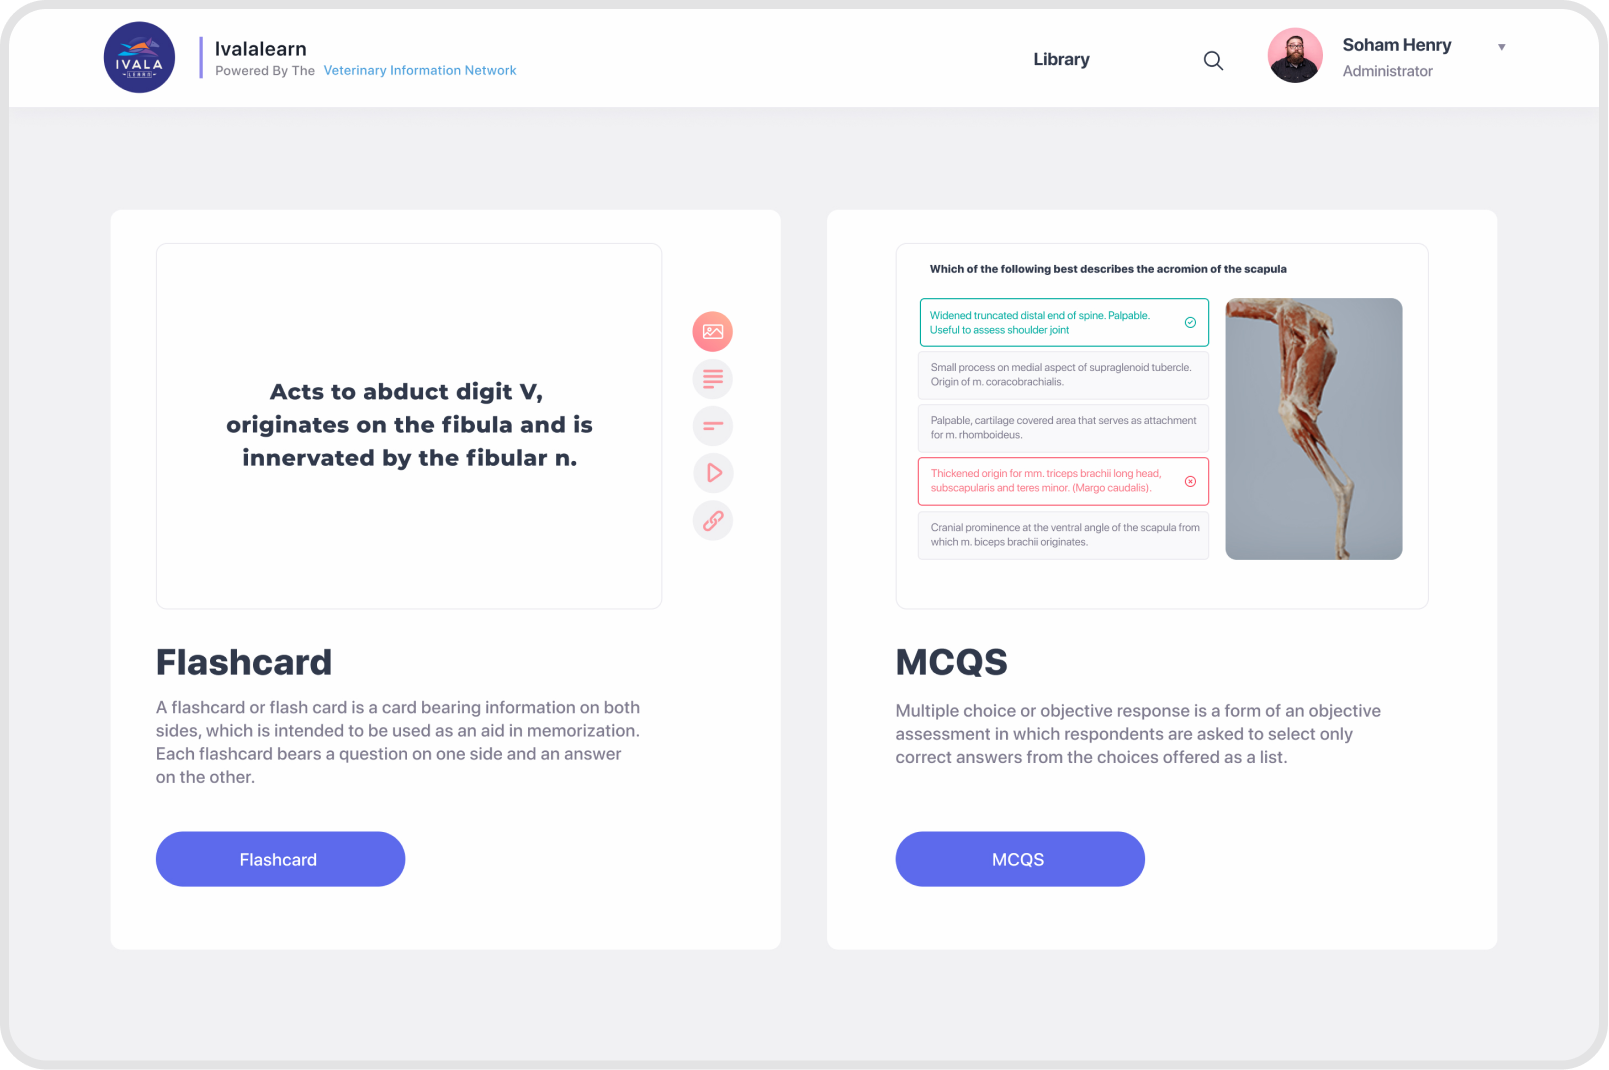 IVALA
LEARN
Ivalalearn
Powered By The Veterinary Information Network
Library
Soham Henry
Administrator
Acts to abduct digit V,
originates on the fibula and is
innervated by the fibular n.
Flashcard
A flashcard or flash card is a card bearing information on both
sides, which is intended to be used as an aid in memorization.
Each flashcard bears a question on one side and an answer
on the other.
Flashcard
Which of the following best describes the acromion of the scapula
Widened truncated distal end of spine. Palpable.
Useful to assess shoulder joint
Small process on medial aspect of supraglenoid tubercle.
Origin of m. coracobrachialis.
Palpable, cartilage covered area that serves as attachment
for m. rhomboideus.
Thickened origin for mm. triceps brachii long head,
subscapularis and teres minor. (Margo caudalis).
Cranial prominence at the ventral angle of the scapula from
which m. biceps brachii originates.
MCQS
Multiple choice or objective response is a form of an objective
assessment in which respondents are asked to select only
correct answers from the choices offered as a list.
MCQS